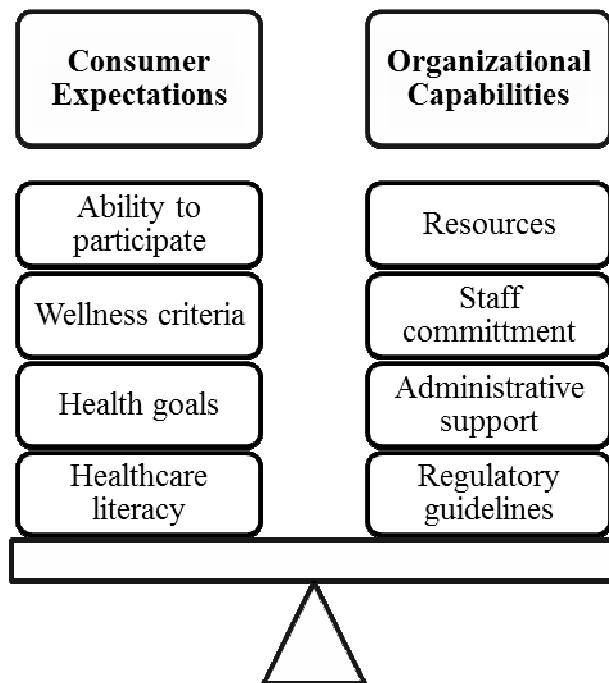 Consumer
Expectations
Organizational
Capabilities
Ability to
participate
Resources
Wellness criteria
Staff
committment
Health goals
Administrative
support
Healthcare
literacy
Regulatory
guidelines